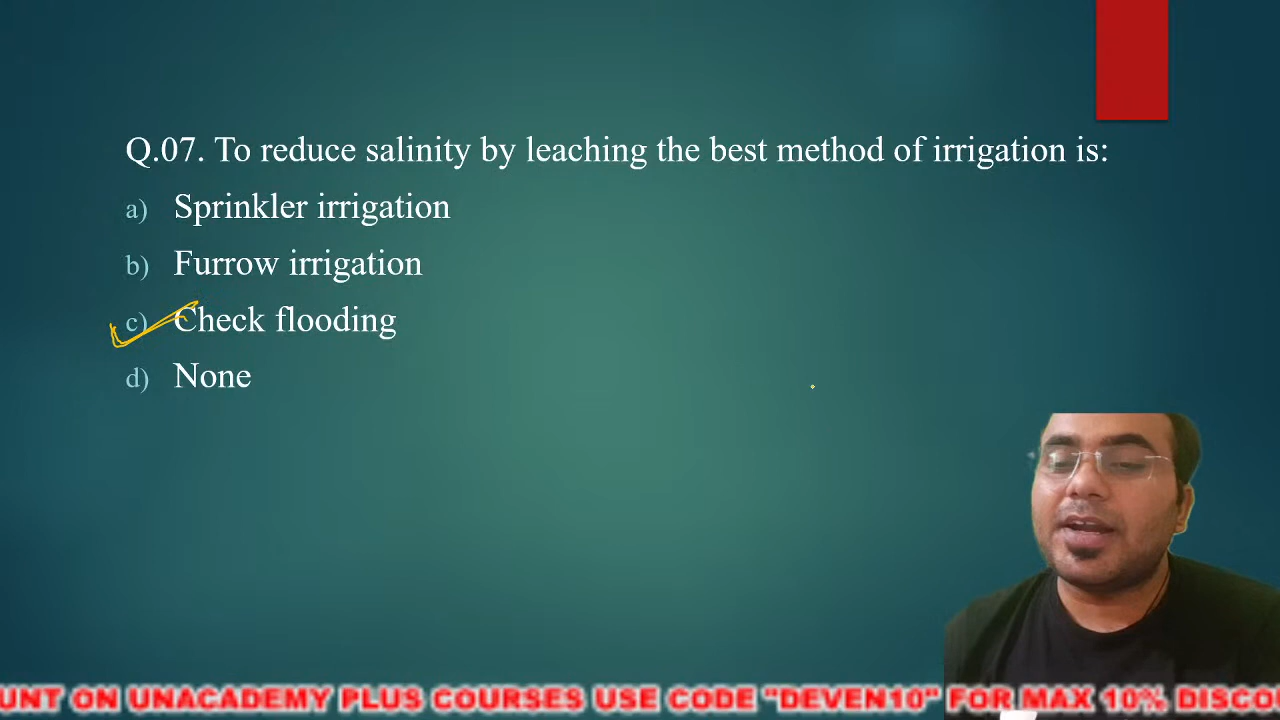 Q.07. To reduce salinity by leaching the best method of irrigation is:
a) Sprinkler irrigation
b) Furrow irrigation
c) Check flooding
d) None
UNT ON UNACADEMY PLUS COURSES USE CODE "DEVEN10" FOR MAX 10% DISCO